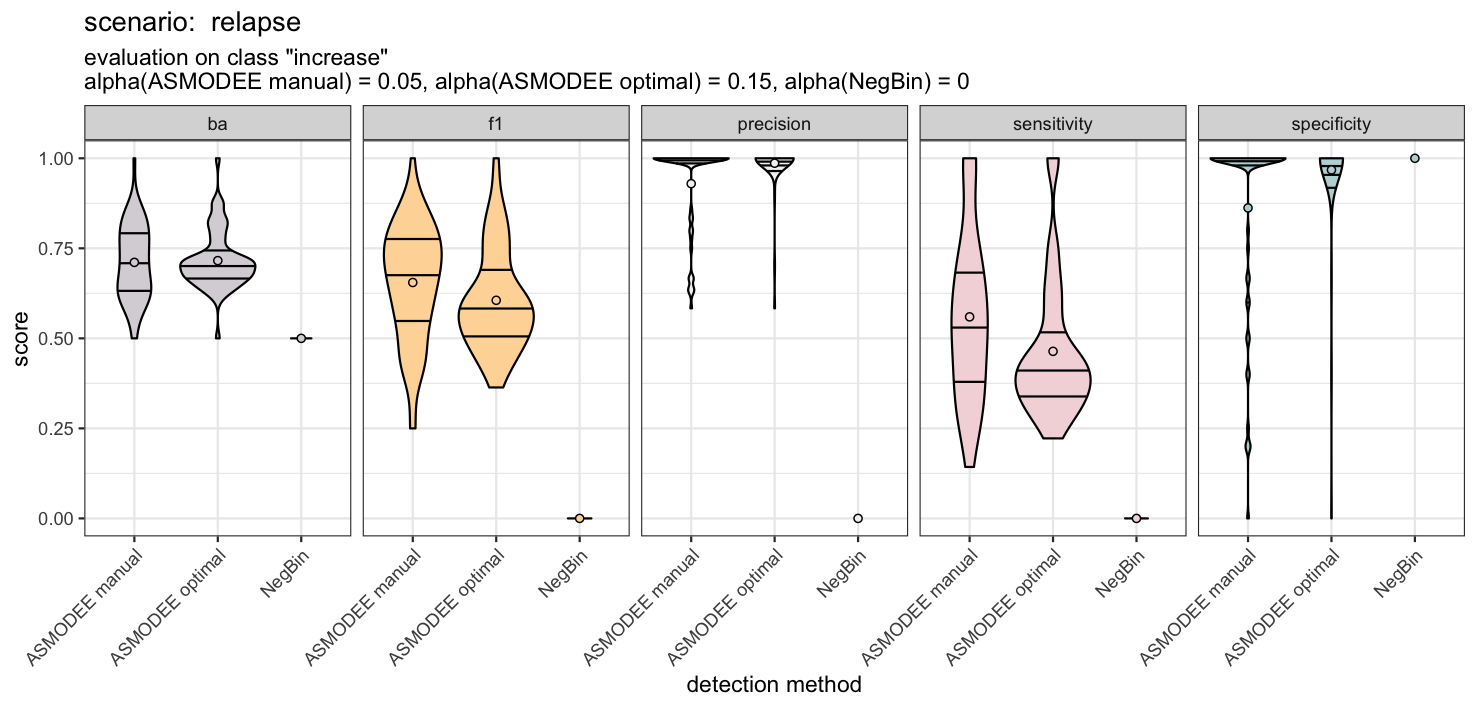 scenario:  relapse
evaluation on class "increase"
alpha(ASMODEE manual) = 0.05, alpha(ASMODEE optimal) = 0.15, alpha(NegBin) = 0
ba
f1
precision
sensitivity
specificity
score
1.00
0.75
0.50
0.25
0.00
ASMODEE manual
ASMODEE optimal
NegBin
ASMODEE manual
ASMODEE optimal
NegBin
ASMODEE manual
ASMODEE optimal
NegBin
ASMODEE manual
ASMODEE optimal
NegBin
ASMODEE manual
ASMODEE optimal
NegBin
detection method